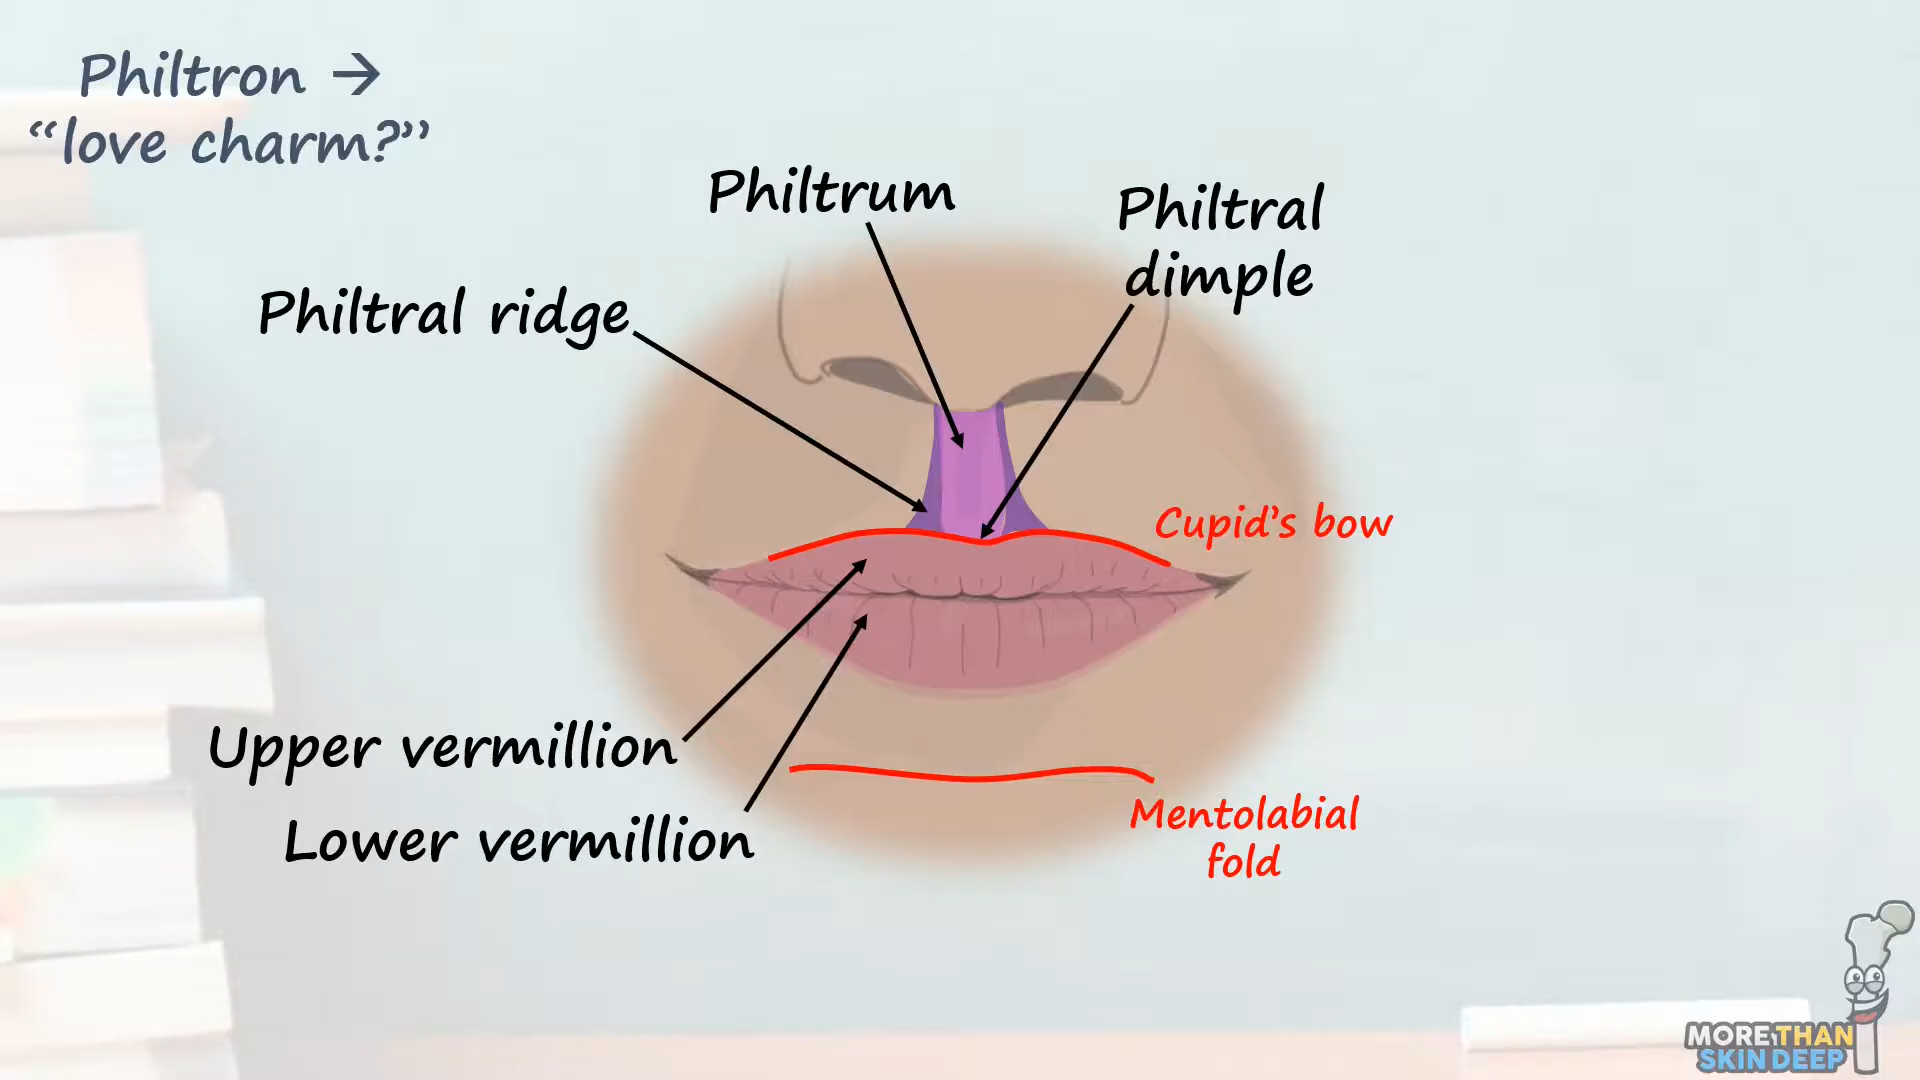 Philtron →
“love charm?”
Philtrum
Philtral
dimple
Philtral ridge
Cupid’s bow
Upper vermillion
Lower vermillion
Mentolabial
fold
MORE THAN
SKIN DEEP